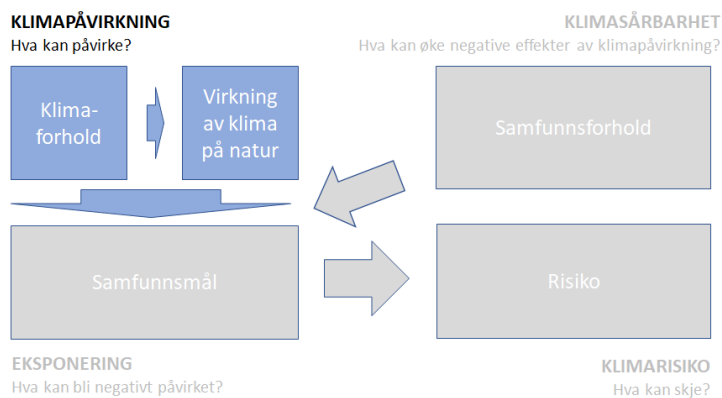 KLIMAPÅVIRKNING
Hva kan påvirke?
KLIMASÅRBARHET
Hva kan øke negative effekter av klimapåvirkning?
Klima-
forhold
Virkning
av klima
på natur
Samfunnsforhold
Samfunnsmål
Risiko
EKSPONERING
Hva kan bli negativt påvirket?
KLIMARISIKO
Hva kan skje?